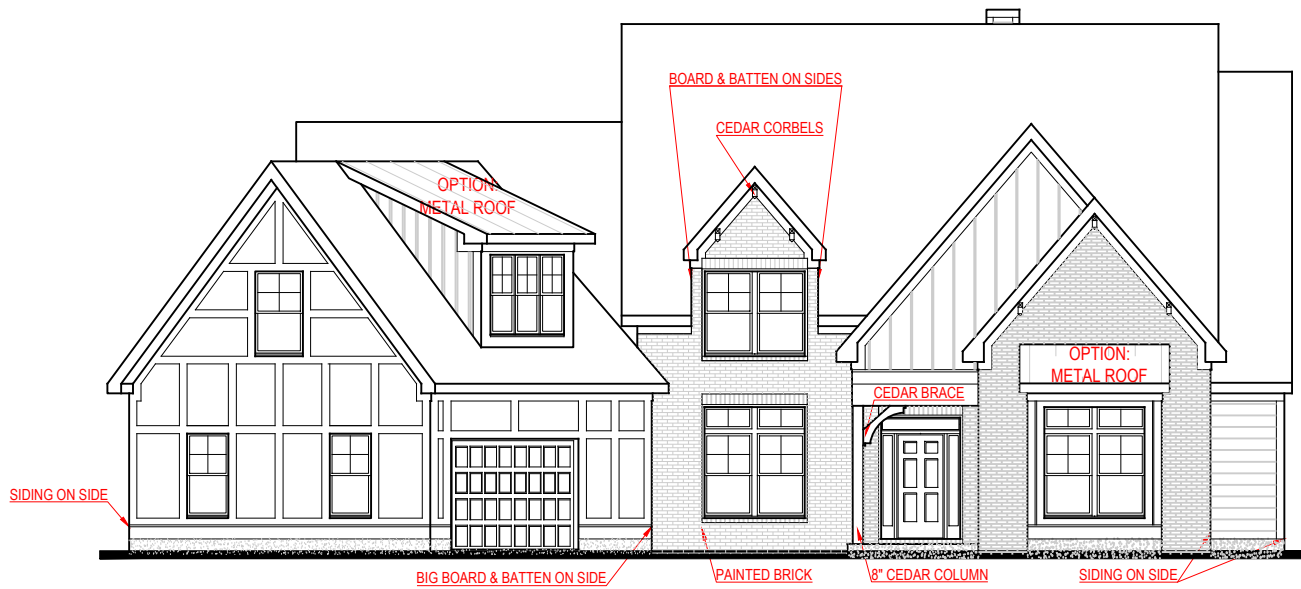 BOARD & BATTEN ON SIDES
CEDAR CORBELS
OPTION:
METAL ROOF
OPTION:
METAL ROOF
CEDAR BRACE
SIDING ON SIDE
BIG BOARD & BATTEN ON SIDE
PAINTED BRICK
8" CEDAR COLUMN
SIDING ON SIDE